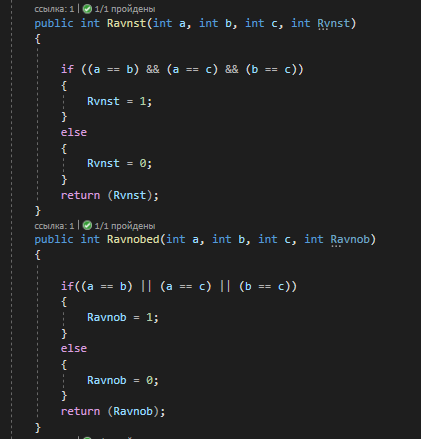 ссылка: 1 | 1/1 пройдены
public int Ravnst(int a, int b, int c, int Rvnst)
{
if ((a == b) && (a == c) && (b == c))
{
Rvnst = 1;
}
else
{
Rvnst = 0;
}
return (Rvnst);
}
ссылка: 1 | 1/1 пройдены
public int Ravnobed(int a, int b, int c, int Ravnob)
{
if((a == b) || (a == c) || (b == c))
{
Ravnob = 1;
}
else
{
Ravnob = 0;
}
return (Ravnob);
}